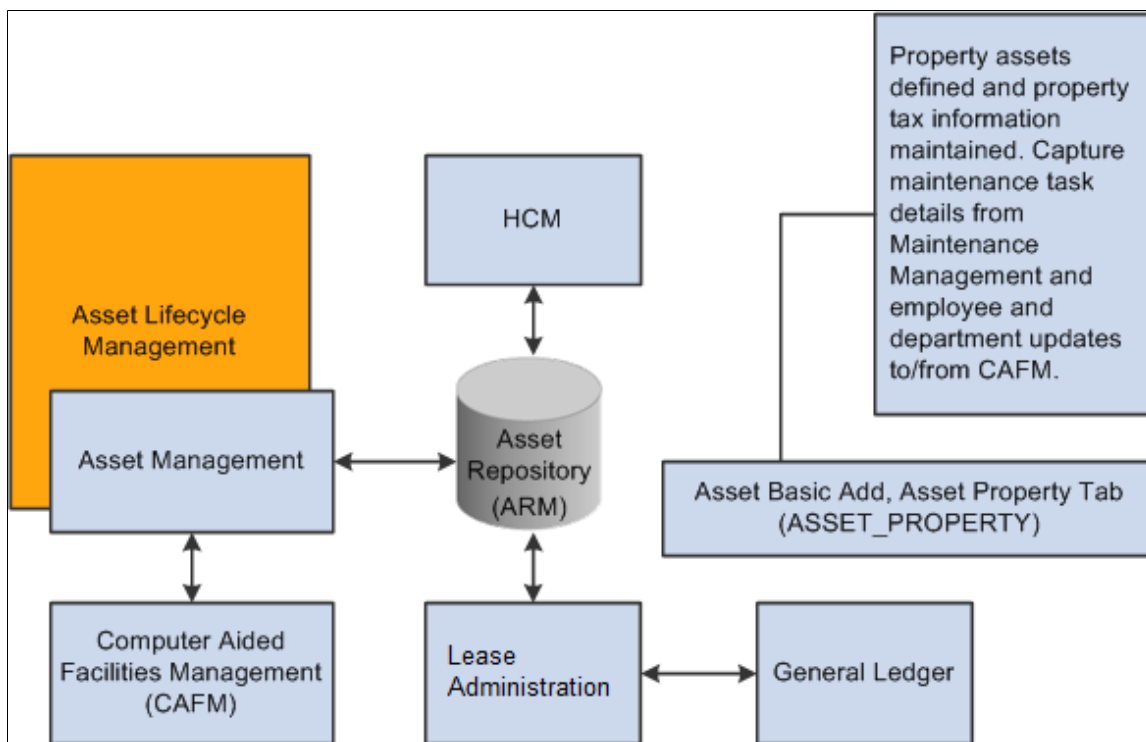 Property assets
defined and property
tax information
maintained. Capture
maintenance task
details from
Maintenance
Management and
employee and
department updates
to/from CAFM.
HCM
Asset Lifecycle
Management
Asset Management
Asset
Repository
(ARM)
Asset Basic Add, Asset Property Tab
(ASSET_PROPERTY)
Computer Aided
Facilities Management
(CAFM)
Lease
Administration
General Ledger